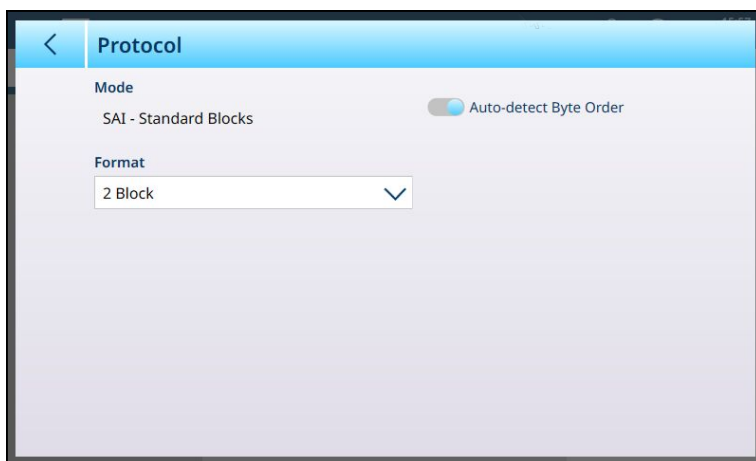 Protocol
Mode
SAI - Standard Blocks
Auto-detect Byte Order
Format
2 Block